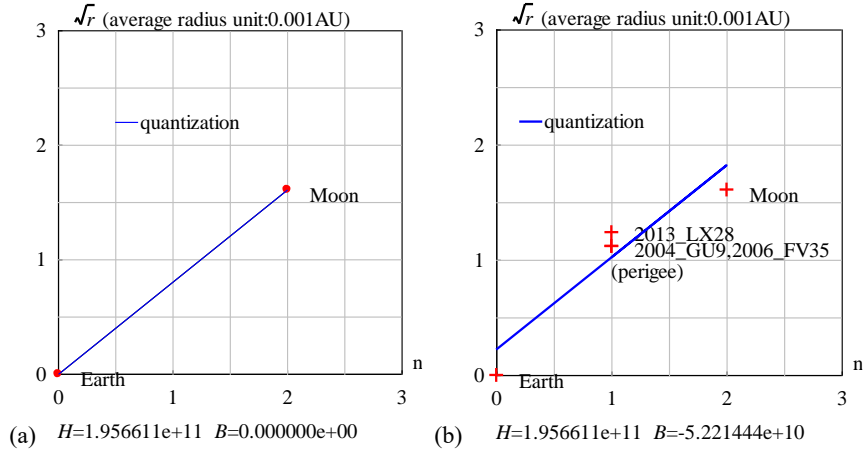 √r (average radius unit:0.001AU)
3
2
1
0
quantization
Moon
Earth
n
0 1 2 3
(a) H=1.956611e+11 B=0.000000e+00
√r (average radius unit:0.001AU)
3
2
1
0
quantization
Moon
2013_LX28
2004_GU9,2006_FV35
(perigee)
Earth
n
0 1 2 3
(b) H=1.956611e+11 B=-5.221444e+10